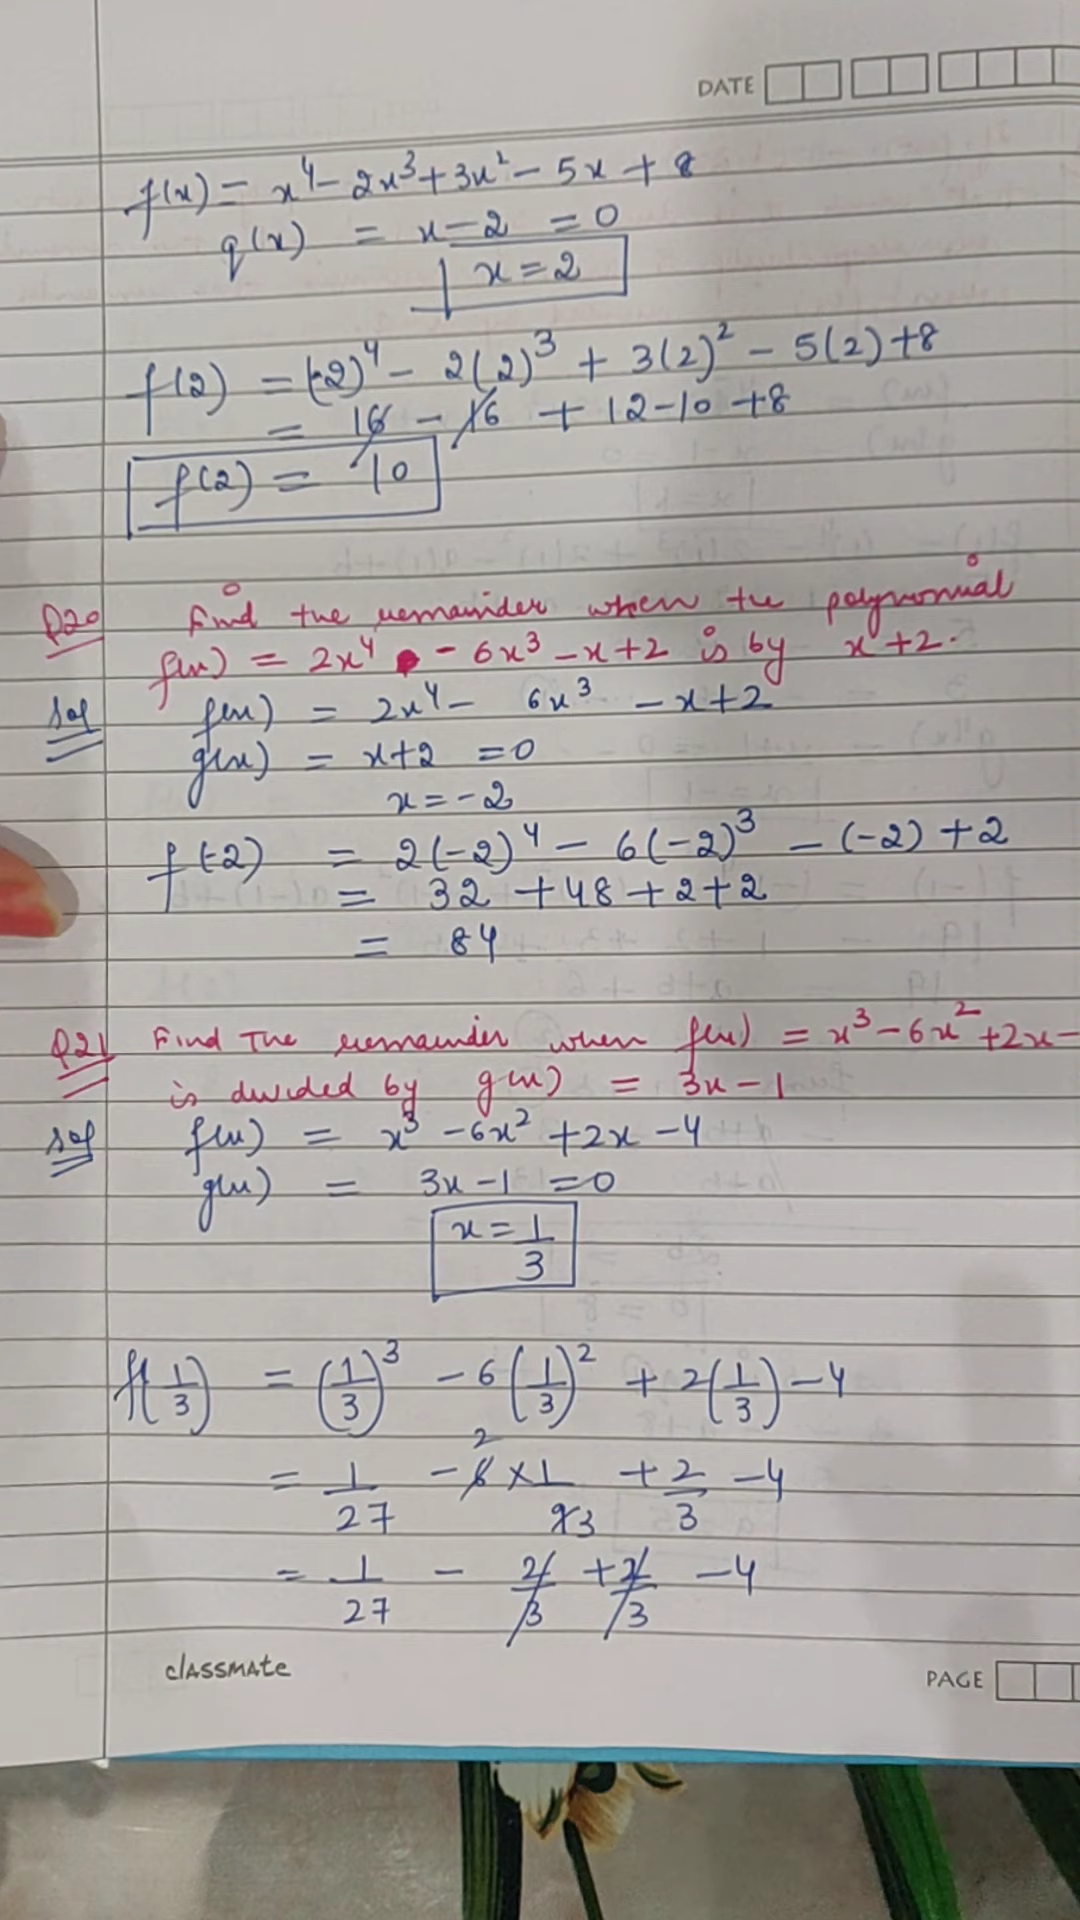 DATE
f(x) = x⁴ - 2x³ + 3x² - 5x + 8
q(x) = x - 2 = 0
x = 2
f(2) = (-2)⁴ - 2(2)³ + 3(2)² - 5(2) + 8
= 16 - 16 + 12 - 10 + 8
f(2) = 10
Q20 Find the remainder when the polynomial
f(x) = 2x⁴ - 6x³ - x + 2 is by x + 2.
Sol f(x) = 2x⁴ - 6x³ - x + 2
g(x) = x + 2 = 0
x = -2
f(-2) = 2(-2)⁴ - 6(-2)³ - (-2) + 2
= 32 + 48 + 2 + 2
= 84
Q21 Find The remainder when f(x) = x³ - 6x² + 2x -
is divided by g(x) = 3x - 1
Sol f(x) = x³ - 6x² + 2x - 4
g(x) = 3x - 1 = 0
x = 1/3
f(1/3) = (1/3)³ - 6(1/3)² + 2(1/3) - 4
2
= 1/27 - 6 × 1/93 + 2/3 - 4
= 1/27 - 2/3 + 2/3 - 4
classmate
PAGE